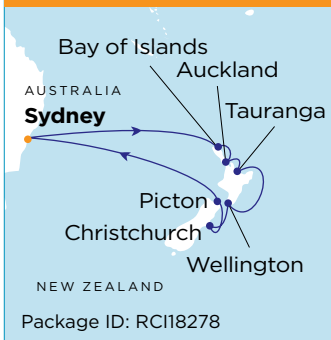 Bay of Islands
Auckland
AUSTRALIA
Tauranga
Sydney
Picton
Christchurch
Wellington
NEW ZEALAND
Package ID: RCI18278